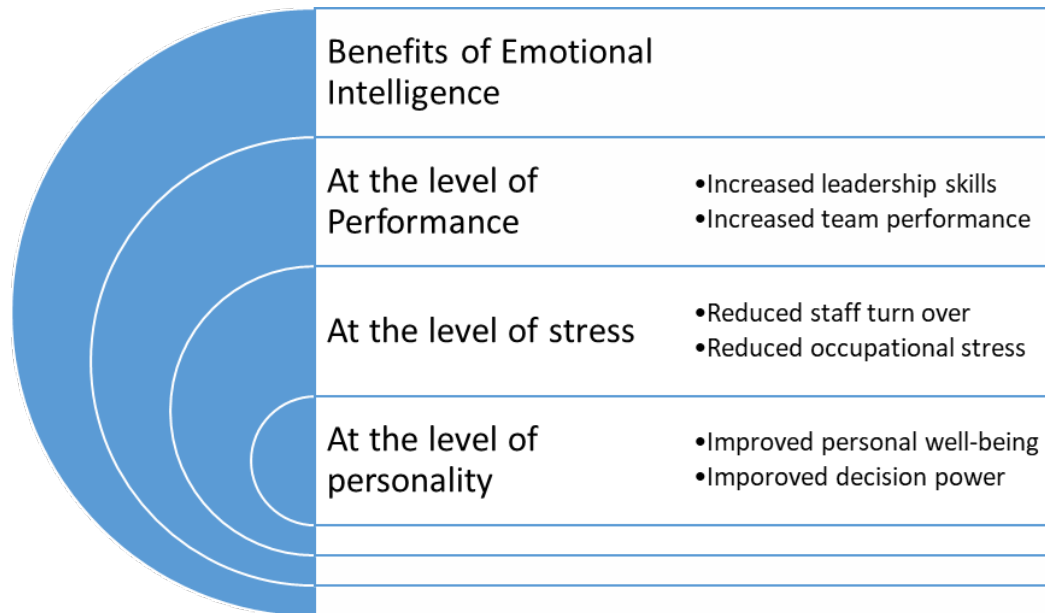 Benefits of Emotional
Intelligence
At the level of
Performance
•Increased leadership skills
•Increased team performance
At the level of stress
•Reduced staff turn over
•Reduced occupational stress
At the level of
personality
•Improved personal well-being
•Imporoved decision power